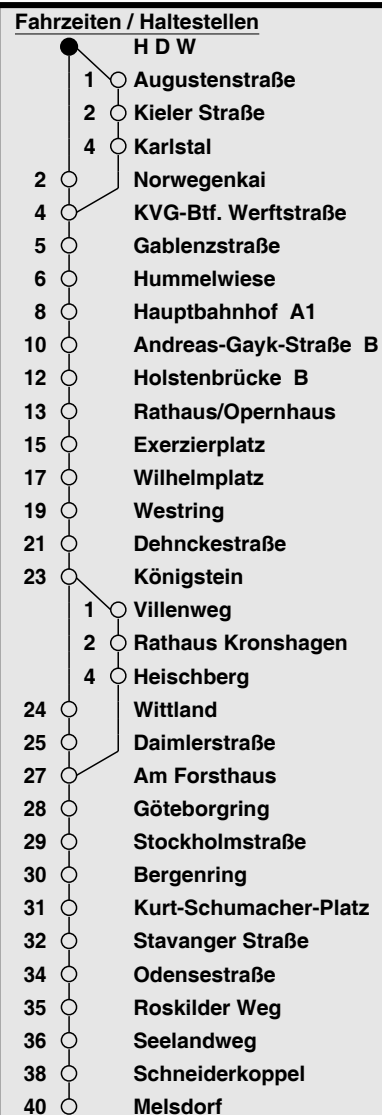 Fahrzeiten / Haltestellen
H D W
1 Augustenstraße
2 Kieler Straße
4 Karlstal
2 Norwegenkai
4 KVG-Btf. Werftstraße
5 Gablenzstraße
6 Hummelwiese
8 Hauptbahnhof A1
10 Andreas-Gayk-Straße B
12 Holstenbrücke B
13 Rathaus/Opernhaus
15 Exerzierplatz
17 Wilhelmplatz
19 Westring
21 Dehnckestraße
23 Königstein
1 Villenweg
2 Rathaus Kronshagen
4 Heischberg
24 Wittland
25 Daimlerstraße
27 Am Forsthaus
28 Göteborgring
29 Stockholmstraße
30 Bergenring
31 Kurt-Schumacher-Platz
32 Stavanger Straße
34 Odensestraße
35 Roskilder Weg
36 Seelandweg
38 Schneiderkoppel
40 Melsdorf